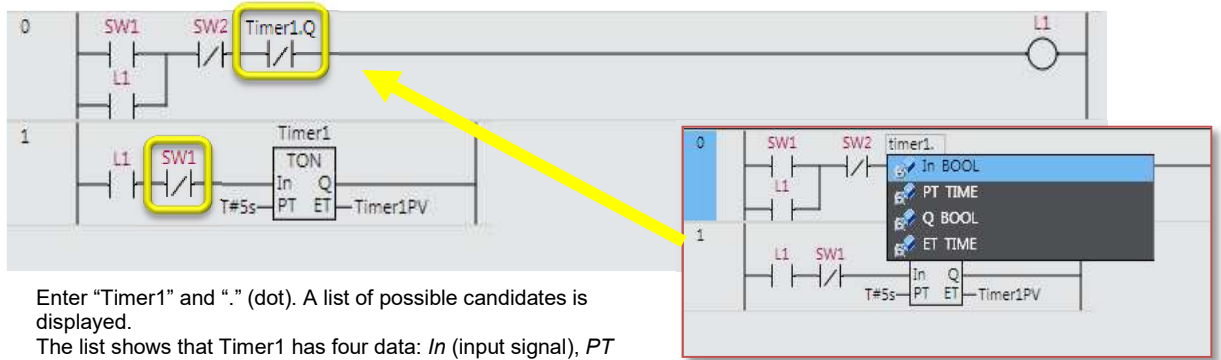 0
SW1 SW2 Timer1.Q L1
L1
1
Timer1
L1 SW1 TON
In Q
T#5s PT ET Timer1PV
0
SW1 SW2 timer1.
In BOOL
L1
PT TIME
Q BOOL
ET TIME
1
L1 SW1
In Q
T#5s PT ET Timer1PV
Enter “Timer1” and “.” (dot). A list of possible candidates is
displayed.
The list shows that Timer1 has four data: In (input signal), PT